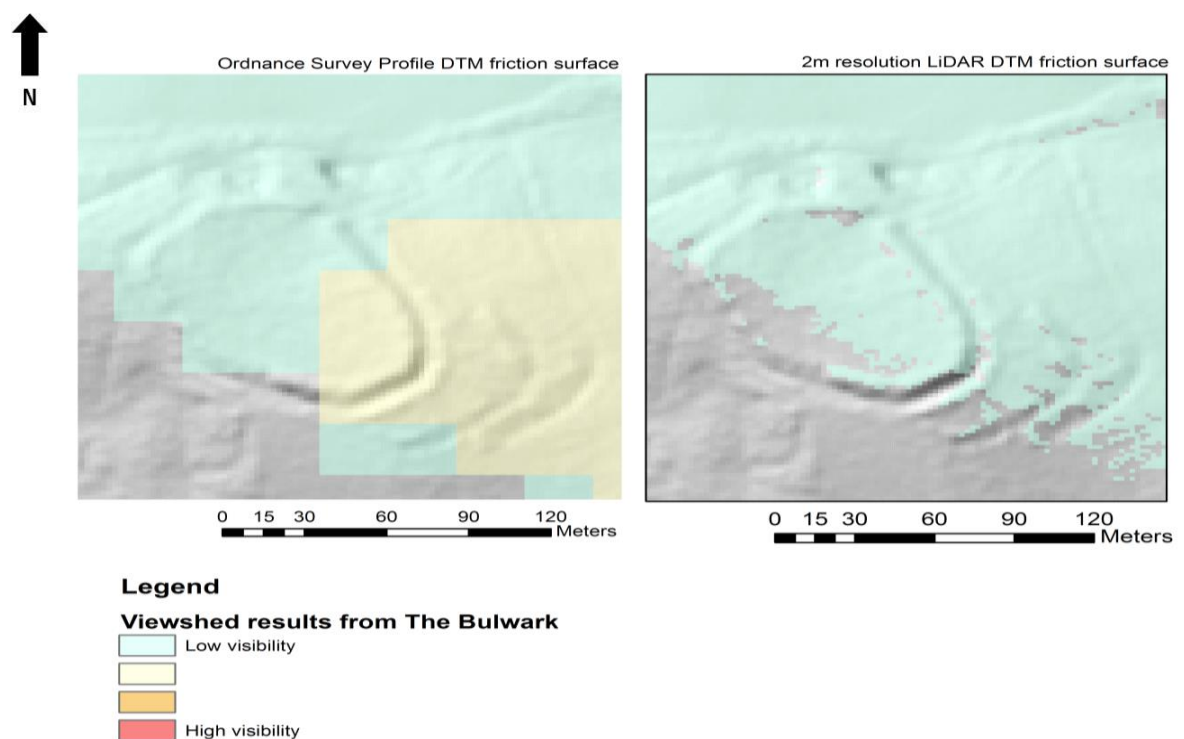 N
Ordnance Survey Profile DTM friction surface
2m resolution LiDAR DTM friction surface
0 15 30 60 90 120
Meters
0 15 30 60 90 120
Meters
Legend
Viewshed results from The Bulwark
Low visibility
High visibility